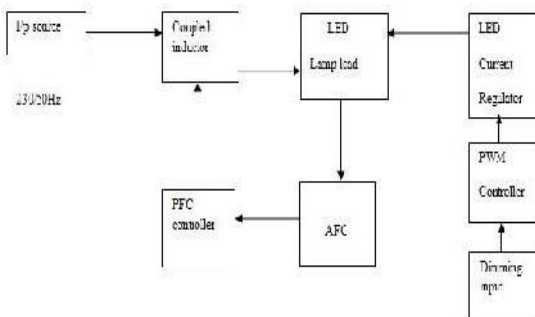 I/p source
230/50Hz
Coupled
inductor
LED
Lamp load
LED
Current
Regulator
PWM
Controller
Dimming
input
AFC
PFC
controller